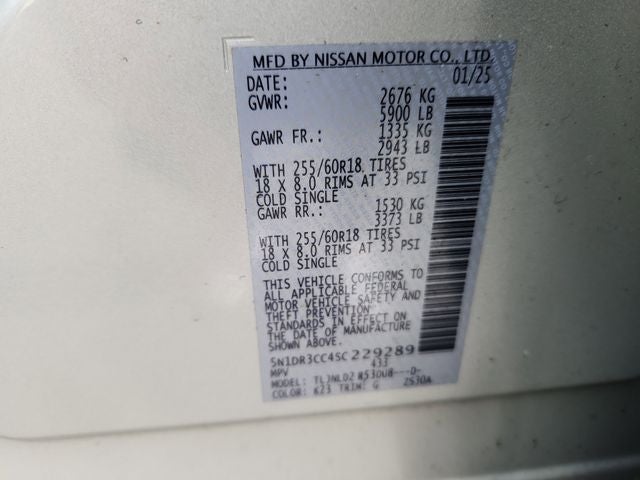 MFD BY NISSAN MOTOR CO., LTD.
DATE: 01/25
GVWR: 2676 KG
5900 LB
GAWR FR.: 1335 KG
2943 LB
WITH 255/60R18 TIRES
18 X 8.0 RIMS AT 33 PSI
COLD SINGLE
GAWR RR.: 1530 KG
3373 LB
WITH 255/60R18 TIRES
18 X 8.0 RIMS AT 33 PSI
COLD SINGLE
THIS VEHICLE CONFORMS TO
ALL APPLICABLE FEDERAL
MOTOR VEHICLE SAFETY AND
THEFT PREVENTION
STANDARDS IN EFFECT ON
THE DATE OF MANUFACTURE
SHOWN ABOVE.
5N1DR3CC4SC229289
MPV 433
MODEL:
COLOR: K23 TRIM: G 2S30A